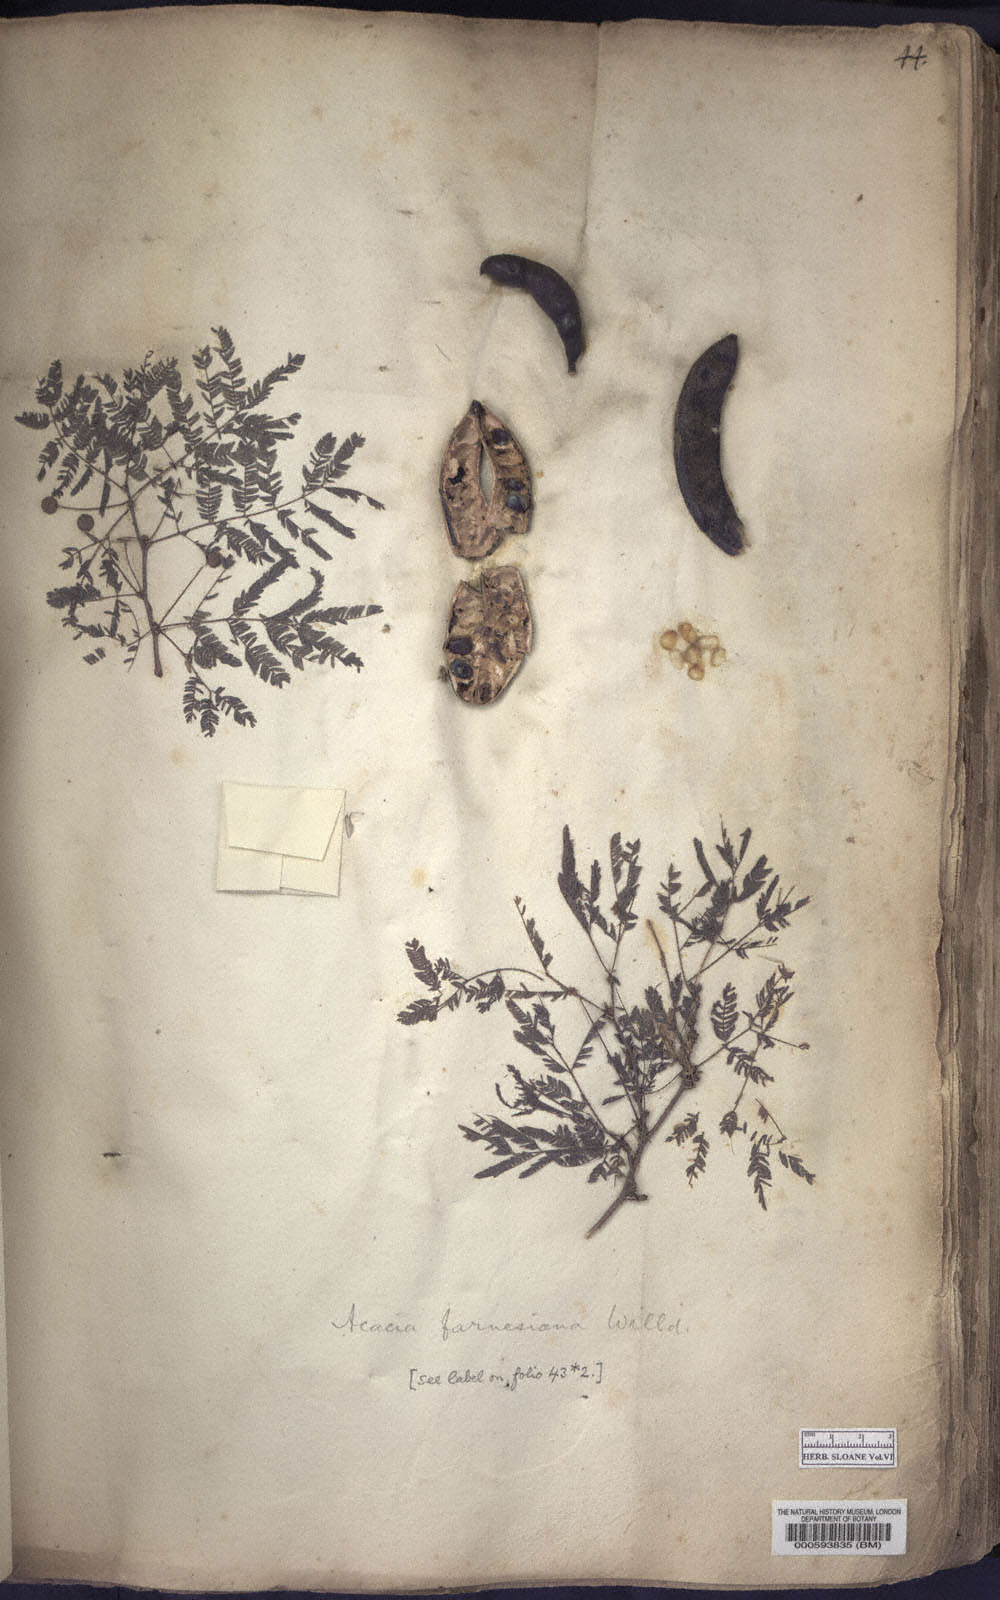 44.
Acacia farnesiana Willd.
[see label on folio 43*2.]
1 2 3
HERB. SLOANE Vol.VI
THE NATURAL HISTORY MUSEUM, LONDON
DEPARTMENT OF BOTANY
000593835 (BM)